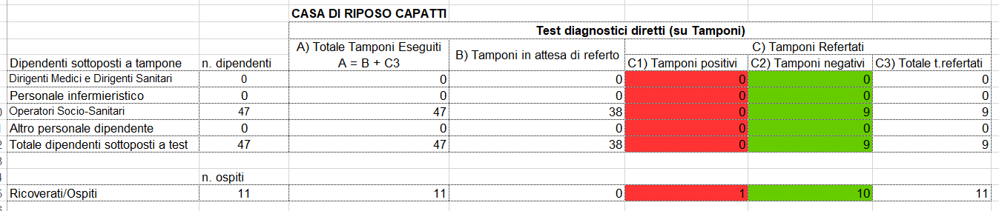 CASA DI RIPOSO CAPATTI
Test diagnostici diretti (su Tamponi)
A) Totale Tamponi Eseguiti B) Tamponi in attesa di referto C) Tamponi Refertati
Dipendenti sottoposti a tampone n. dipendenti A = B + C3 C1) Tamponi positivi C2) Tamponi negativi C3) Totale t.refertati
Dirigenti Medici e Dirigenti Sanitari 0 0 0 0 0 0
Personale infermieristico 0 0 0 0 0 0
Operatori Socio-Sanitari 47 47 38 0 9 9
Altro personale dipendente 0 0 0 0 0 0
Totale dipendenti sottoposti a test 47 47 38 0 9 9
n. ospiti
Ricoverati/Ospiti 11 11 0 1 10 11